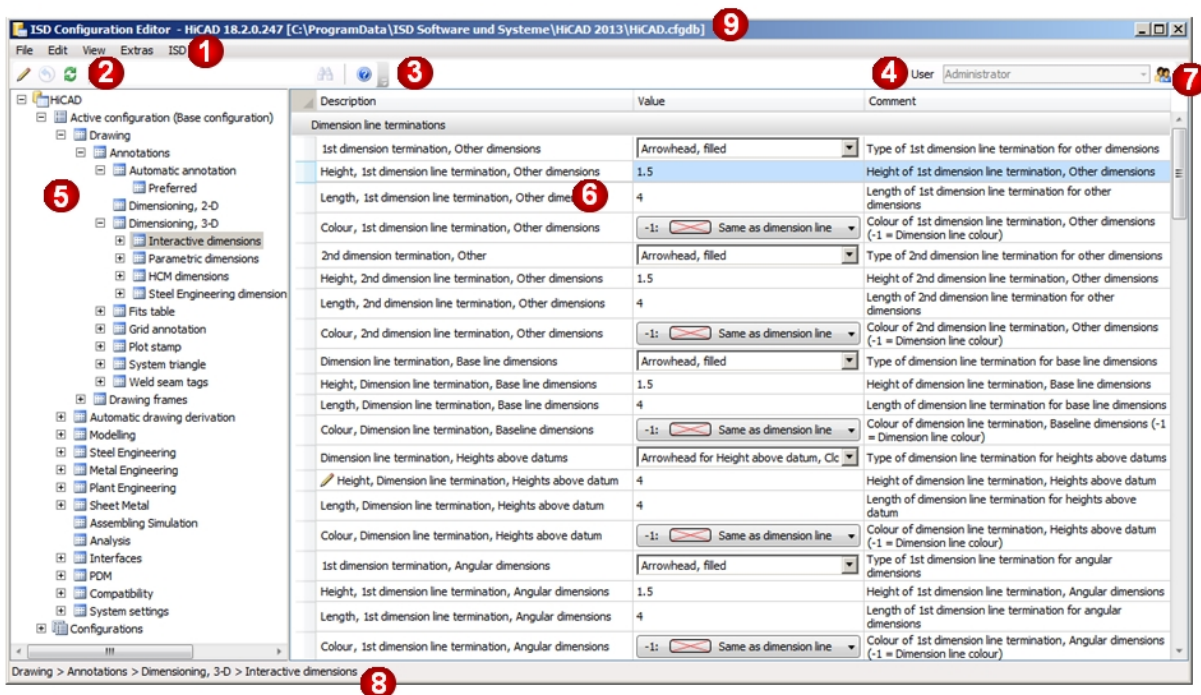 ISD Configuration Editor - HiCAD 18.2.0.247 [C:\ProgramData\ISD Software und Systeme\HiCAD 2013\HiCAD.cfgdb]
9
File Edit View Extras ISD
1
2
3
4
User Administrator
7
HiCAD
Active configuration (Base configuration)
Drawing
Annotations
Automatic annotation
Preferred
Dimensioning, 2-D
Dimensioning, 3-D
Interactive dimensions
Parametric dimensions
HCM dimensions
Steel Engineering dimension
Fits table
Grid annotation
Plot stamp
System triangle
Weld seam tags
Drawing frames
Automatic drawing derivation
Modelling
Steel Engineering
Metal Engineering
Plant Engineering
Sheet Metal
Assembling Simulation
Analysis
Interfaces
PDM
Compatibility
System settings
Configurations
5
Description Value Comment
Dimension line terminations
1st dimension termination, Other dimensions Arrowhead, filled Type of 1st dimension line termination for other dimensions
Height, 1st dimension line termination, Other dimensions 1.5 Height of 1st dimension line termination, Other dimensions
6
Length, 1st dimension line termination, Other dimen 4 Length of 1st dimension line termination for other
dimensions
Colour, 1st dimension line termination, Other dimensions -1: Same as dimension line Colour of 1st dimension line termination, Other dimensions
(-1 = Dimension line colour)
2nd dimension termination, Other Arrowhead, filled Type of 2nd dimension line termination for other dimensions
Height, 2nd dimension line termination, Other dimensions 1.5 Height of 2nd dimension line termination, Other dimensions
Length, 2nd dimension line termination, Other dimensions 4 Length of 2nd dimension line termination for other
dimensions
Colour, 2nd dimension line termination, Other dimensions -1: Same as dimension line Colour of 2nd dimension line termination, Other dimensions
(-1 = Dimension line colour)
Dimension line termination, Base line dimensions Arrowhead, filled Type of dimension line termination for base line dimensions
Height, Dimension line termination, Base line dimensions 1.5 Height of dimension line termination, Base line dimensions
Length, Dimension line termination, Base line dimensions 4 Length of dimension line termination for base line dimensions
Colour, Dimension line termination, Baseline dimensions -1: Same as dimension line Colour of dimension line termination, Baseline dimensions (-1
= Dimension line colour)
Dimension line termination, Heights above datums Arrowhead for Height above datum, Clc Type of dimension line termination for heights above datums
Height, Dimension line termination, Heights above datum 4 Height of dimension line termination, Heights above datum
Length, Dimension line termination, Heights above datum 4 Length of dimension line termination for heights above
datum
Colour, Dimension line termination, Heights above datum -1: Same as dimension line Colour of dimension line termination, Heights above datum
(-1 = Dimension line colour)
1st dimension termination, Angular dimensions Arrowhead, filled Type of 1st dimension line termination for angular
dimensions
Height, 1st dimension line termination, Angular dimensions 1.5 Height of 1st dimension line termination, Angular dimensions
Length, 1st dimension line termination, Angular dimensions 4 Length of 1st dimension line termination for angular
dimensions
Colour, 1st dimension line termination, Angular dimensions -1: Same as dimension line Colour of 1st dimension line termination, Angular dimensions
(-1 = Dimension line colour)
Drawing > Annotations > Dimensioning, 3-D > Interactive dimensions
8